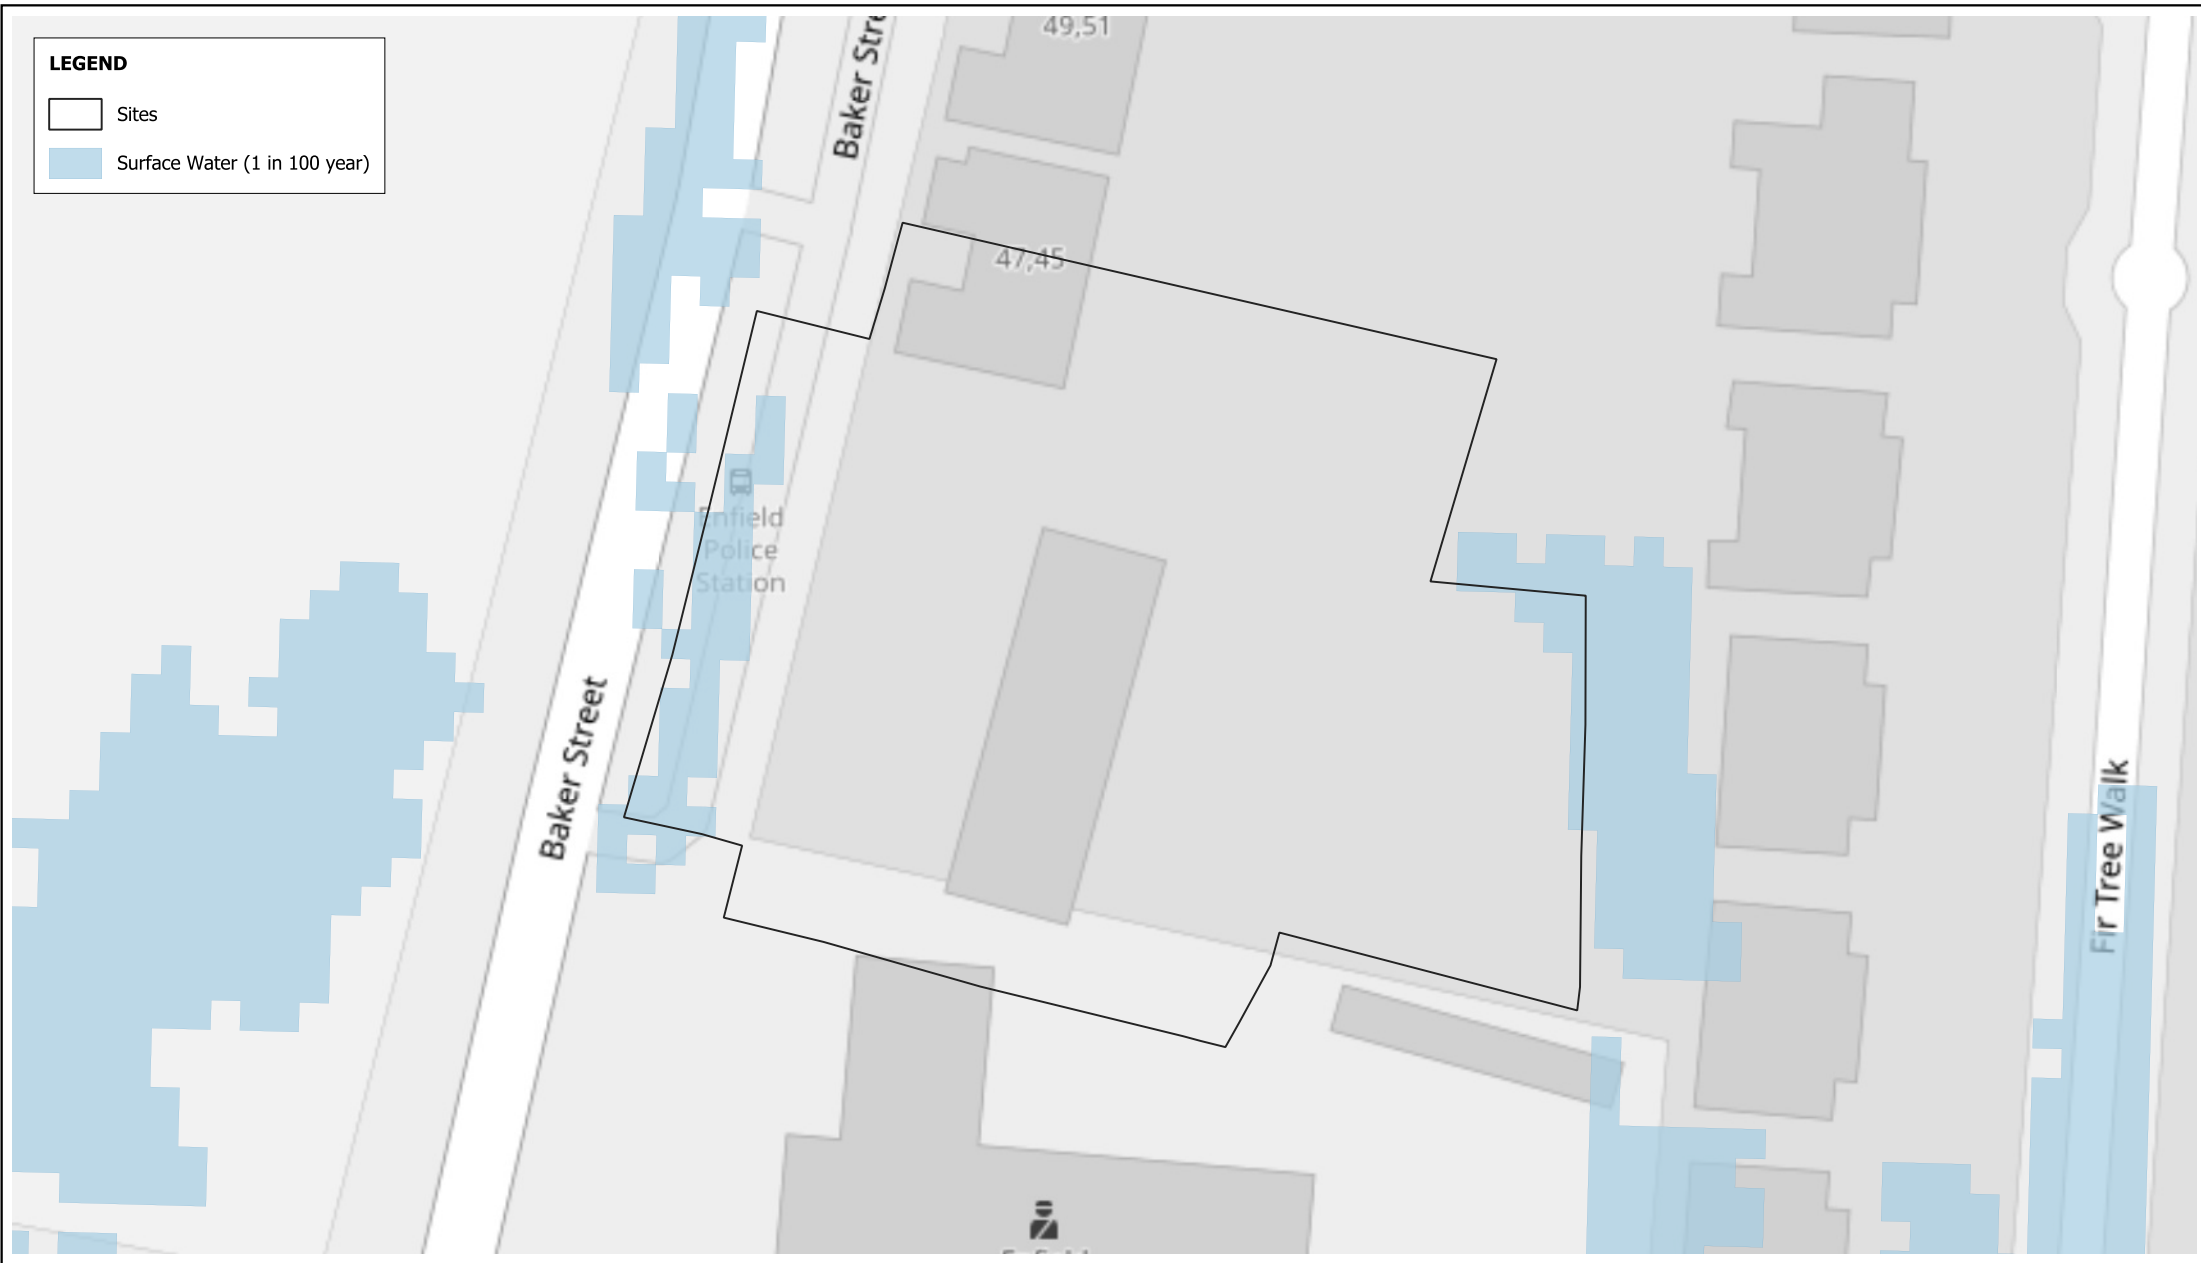 LEGEND
Sites
Surface Water (1 in 100 year)
49,51
Baker Stre
47,45
Enfield
Police
Station
Baker Street
Fir Tree Walk